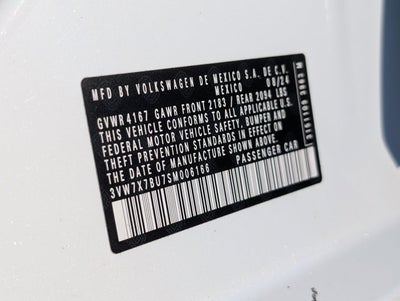 MFD BY VOLKSWAGEN DE MEXICO S.A. DE C.V.
MEXICO 08/24
GVWR 4167 GAWR FRONT 2183 / REAR 2094 LBS
THIS VEHICLE CONFORMS TO ALL APPLICABLE U.S.
FEDERAL MOTOR VEHICLE SAFETY, BUMPER, AND
THEFT PREVENTION STANDARDS IN EFFECT ON
THE DATE OF MANUFACTURE SHOWN ABOVE.
3VW7X7BU7SM006166 PASSENGER CAR